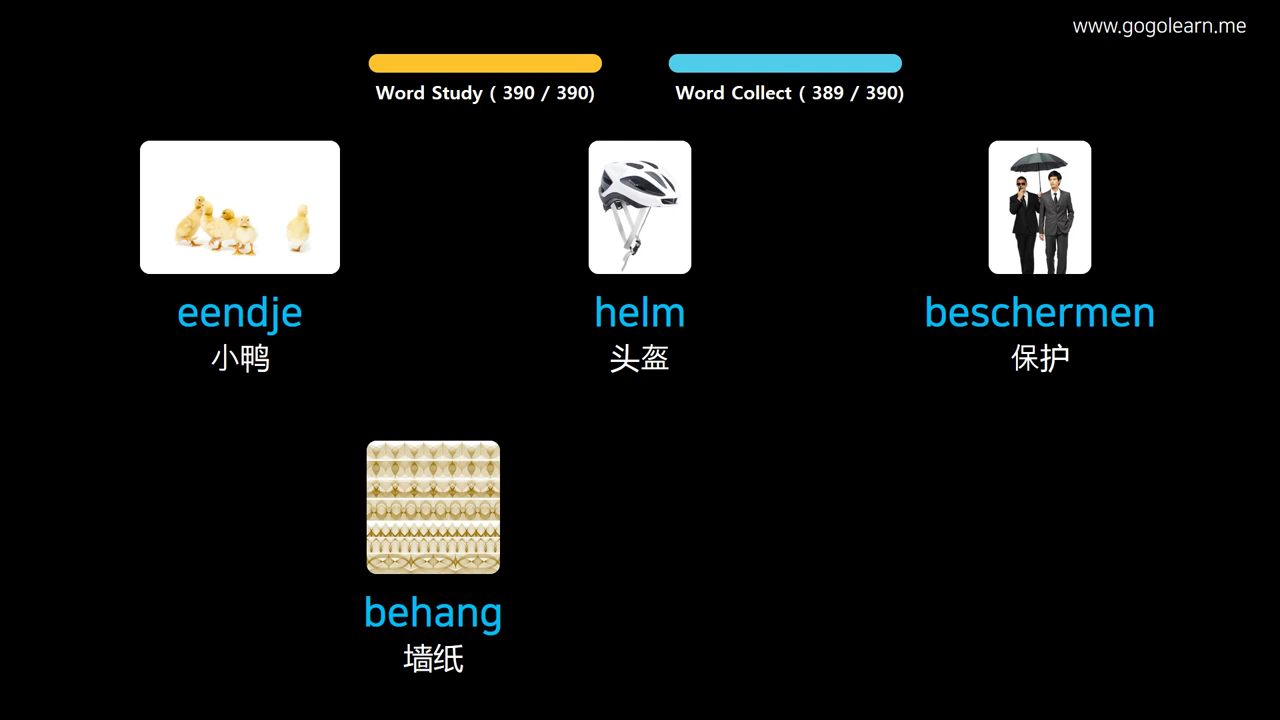 www.gogolearn.me
Word Study ( 390 / 390)
Word Collect ( 389 / 390)
eendje
小鸭
helm
头盔
beschermen
保护
behang
墙纸